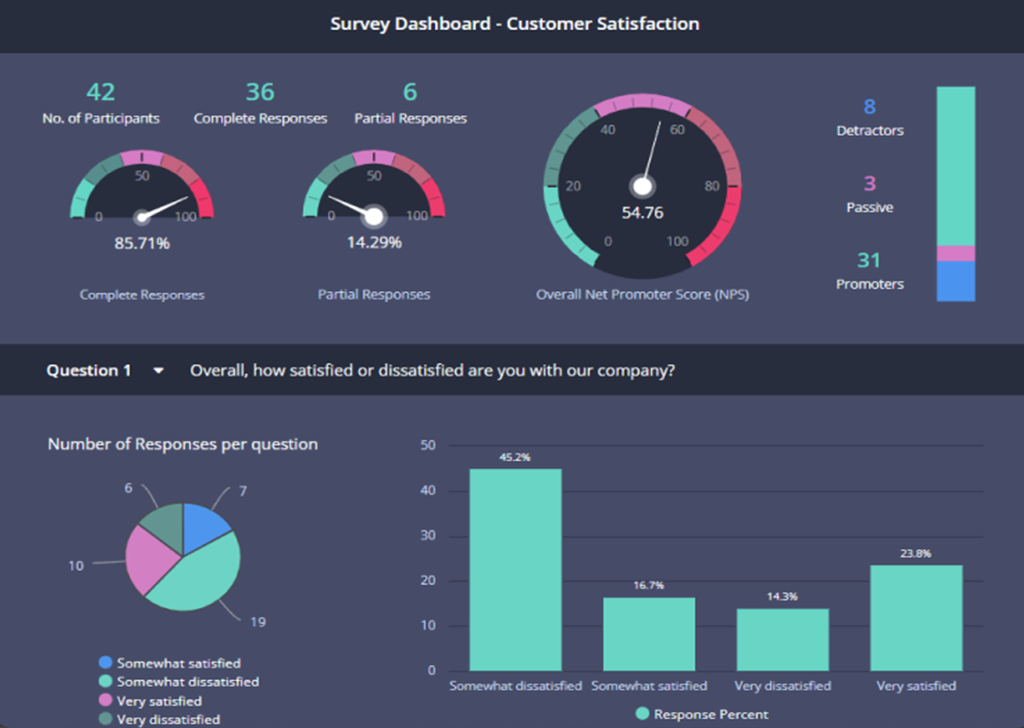 Survey Dashboard - Customer Satisfaction
42
No. of Participants
36
Complete Responses
6
Partial Responses
0
50
100
85.71%
Complete Responses
0
50
100
14.29%
Partial Responses
0
20
40
60
80
100
54.76
Overall Net Promoter Score (NPS)
8
Detractors
3
Passive
31
Promoters
Question 1
Overall, how satisfied or dissatisfied are you with our company?
Number of Responses per question
6
7
10
19
Somewhat satisfied
Somewhat dissatisfied
Very satisfied
Very dissatisfied
50
40
30
20
10
0
45.2%
16.7%
14.3%
23.8%
Somewhat dissatisfied
Somewhat satisfied
Very dissatisfied
Very satisfied
Response Percent